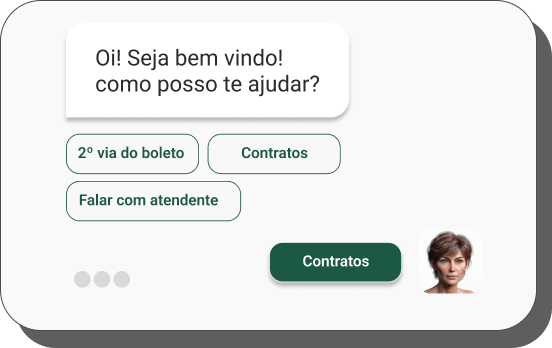 Oi! Seja bem vindo!
como posso te ajudar?
2º via do boleto
Contratos
Falar com atendente
Contratos